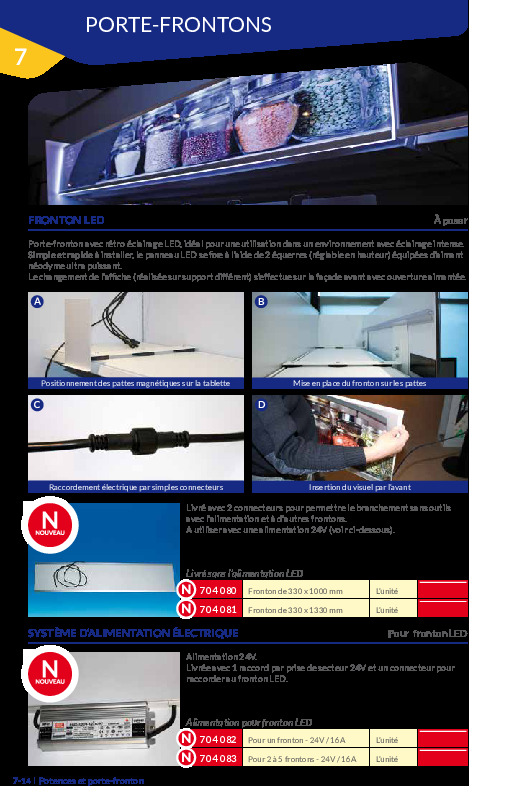 PORTE-FRONTONS
7
FRONTON LED
À poser
Porte-fronton avec rétro éclairage LED, idéal pour une utilisation dans un environnement avec éclairage intense.
Simple et rapide à installer, le panneau LED se fixe à l'aide de 2 équerres (réglable en hauteur) équipées d'aimant
néodyme ultra puissant.
Le changement de l'affiche (réalisée sur support différent) s'effectue sur la façade avant avec ouverture aimantée.
A
B
Positionnement des pattes magnétiques sur la tablette
Mise en place du fronton sur les pattes
C
D
Raccordement électrique par simples connecteurs
Insertion du visuel par l'avant
N
NOUVEAU
Livré avec 2 connecteurs pour permettre le branchement sans outils
avec l'alimentation et à d'autres frontons.
A utiliser avec une alimentation 24V (voir ci-dessous).
Livré sans l'alimentation LED
N 704 080 Fronton de 330 x 1000 mm L'unité
N 704 081 Fronton de 330 x 1330 mm L'unité
SYSTÈME D'ALIMENTATION ÉLECTRIQUE
Pour fronton LED
N
NOUVEAU
Alimentation 24V.
Livrée avec 1 raccord par prise de secteur 24V et un connecteur pour
raccorder au fronton LED.
Alimentation pour fronton LED
N 704 082 Pour un fronton - 24V / 16A L'unité
N 704 083 Pour 2 à 5 frontons - 24V / 16A L'unité
7-14 | Potences et porte-fronton